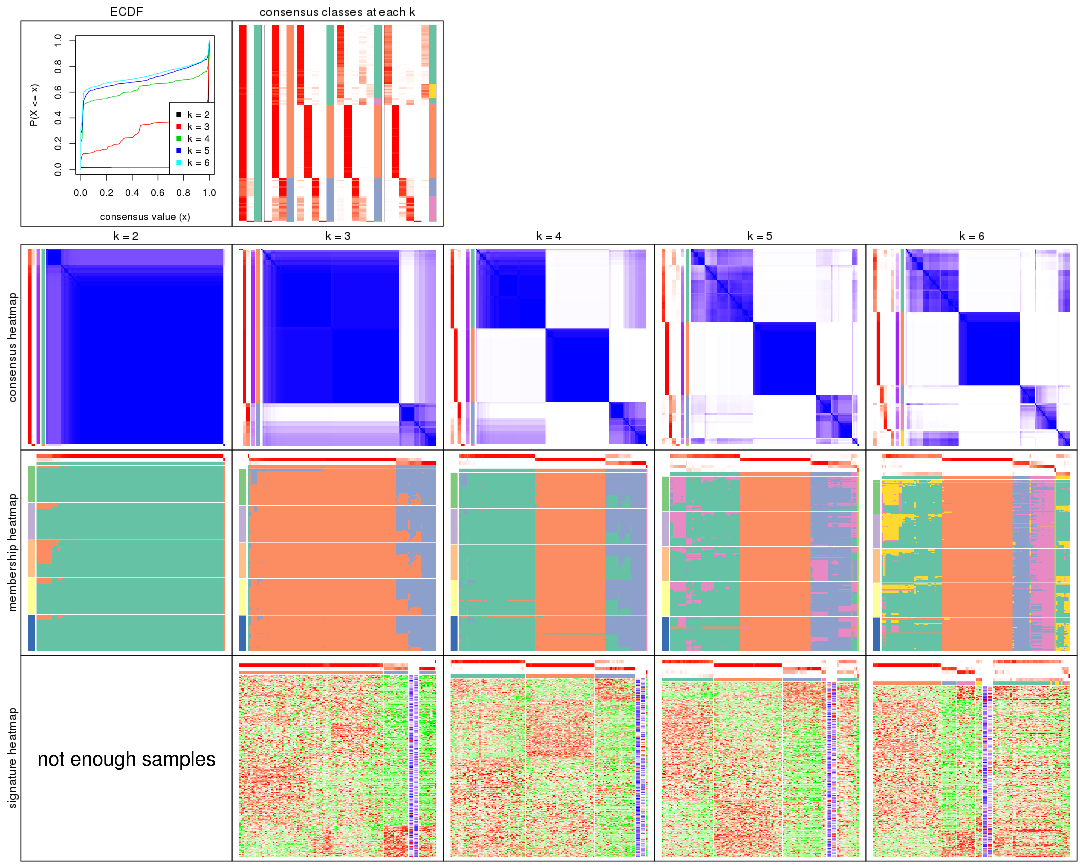 ECDF
consensus classes at each k
P(X <= x)
0.0 0.2 0.4 0.6 0.8 1.0
k = 2
k = 3
k = 4
k = 5
k = 6
0.0 0.2 0.4 0.6 0.8 1.0
consensus value (x)
k = 2
k = 3
k = 4
k = 5
k = 6
consensus heatmap
membership heatmap
signature heatmap
not enough samples